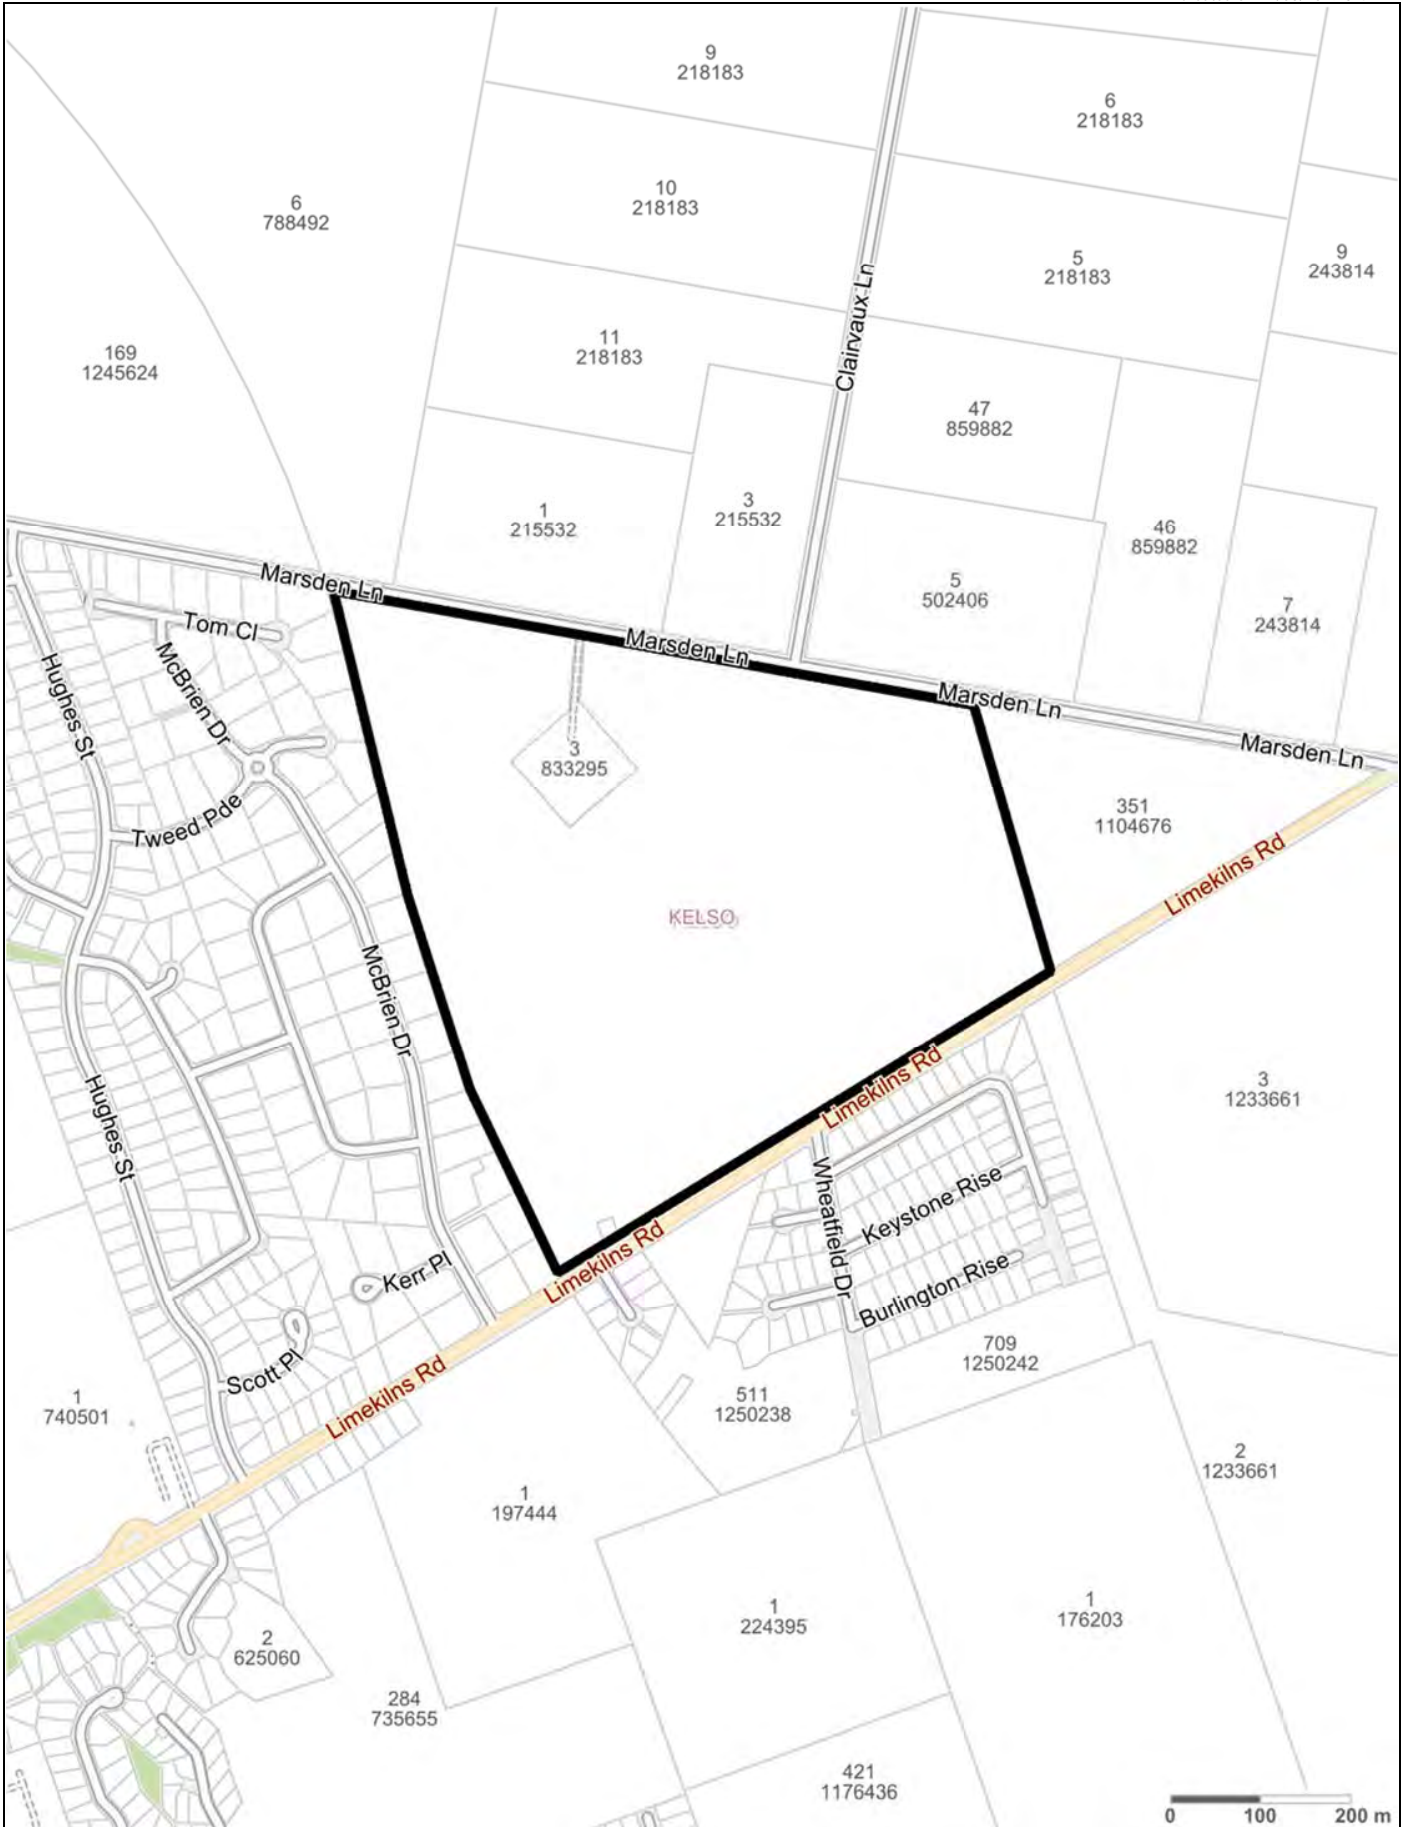 9
218183
6
218183
10
218183
6
788492
5
218183
9
243814
Clairvaux Ln
11
218183
169
1245624
47
859882
1
215532
3
215532
46
859882
5
502406
7
243814
Marsden Ln
Tom Cl
Marsden Ln
McBrien Dr
Hughes St
Marsden Ln
Marsden Ln
3
833295
351
1104676
Tweed Pde
Limekilns Rd
KELSO
McBrien Dr
Limekilns Rd
3
1233661
Hughes St
Wheatfield Dr
Keystone Rise
Limekilns Rd
Kerr Pl
Burlington Rise
709
1250242
Scott Pl
Limekilns Rd
1
740501
511
1250238
2
1233661
1
197444
1
224395
1
176203
2
625060
284
735655
421
1176436
0 100 200 m